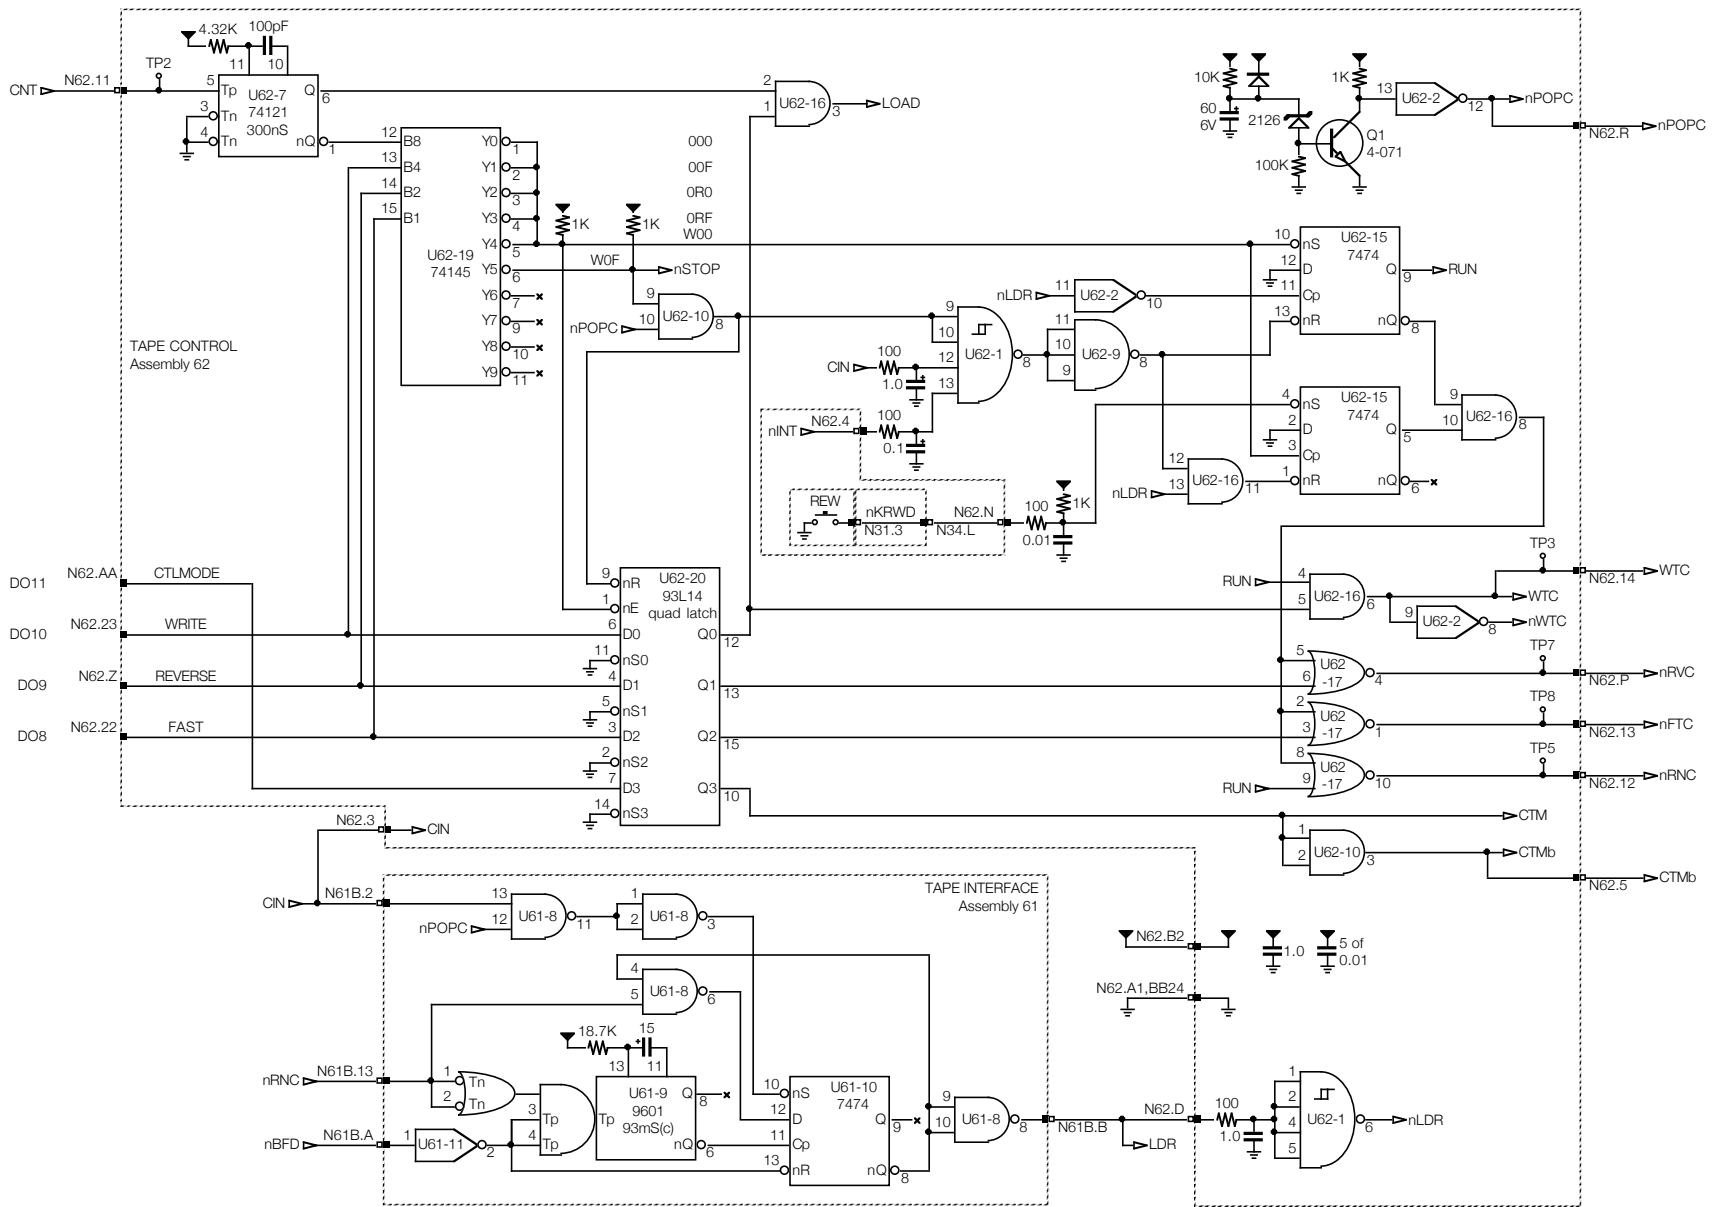 4.32K 100pF
TP2
11 10
CNT N62.11
5 Tp Q 6
U62-7
74121
300nS
3 Tn
4 Tn nQ 1
2
1 U62-16 3 LOAD
12 B8 Y0 1 000
13 B4 Y1 2 00F
14 B2 Y2 3 0R0
15 B1 Y3 4 0RF
U62-19
74145
Y4 5 W00
Y5 6 W0F nSTOP
Y6 7
Y7 9
Y8 10
Y9 11
1K 1K
10K
60
6V
2126
100K
1K
Q1
4-071
13 U62-2 12 nPOPC
N62.R nPOPC
TAPE CONTROL
Assembly 62
9
nPOPC 10 U62-10 8
nLDR 11 U62-2 10
9
10
12
13 U62-1 8
11
10
9 U62-9 8
CIN 100
1.0
nINT N62.4 100
0.1
U62-15
7474
10 nS
12 D Q 9 RUN
11 Cp
13 nR nQ 8
U62-15
7474
4 nS
2 D Q 5
3 Cp
1 nR nQ 6
9
10 U62-16 8
12
nLDR 13 U62-16 11
REW
nKRWD
N31.3
N34.L
N62.N
100
1K
0.01
DO11 N62.AA CTLMODE
DO10 N62.23 WRITE
DO9 N62.Z REVERSE
DO8 N62.22 FAST
U62-20
93L14
quad latch
9 nR
1 nE
6 D0 Q0 12
11 nS0
4 D1 Q1 13
5 nS1
3 D2 Q2 15
2 nS2
7 D3 Q3 10
14 nS3
RUN 4
5 U62-16 6
TP3
N62.14 WTC
WTC
9 U62-2 8 nWTC
TP7
5
6 U62
-17 4
N62.P nRVC
TP8
2
3 U62
-17 1
N62.13 nFTC
TP5
8
RUN 9 U62
-17 10
N62.12 nRNC
CTM
1
2 U62-10 3 CTMb
N62.5 CTMb
N62.3 CIN
TAPE INTERFACE
Assembly 61
CIN N61B.2 13
nPOPC 12 U61-8 11
1
2 U61-8 3
4
5 U61-8 6
18.7K 15
13 11
nRNC N61B.13
1 Tn
2 Tn
3 Tp
4 Tp
Tp U61-9
9601
93mS(c)
Q 8
nQ 6
nBFD N61B.A 1 U61-11 2
U61-10
7474
10 nS
12 D Q 9
11 Cp
13 nR nQ 8
9
10 U61-8 8
N61B.B
LDR
N62.B2
1.0
5 of
0.01
N62.A1,BB24
N62.D 100
1.0
1
2
4
5 U62-1 6 nLDR